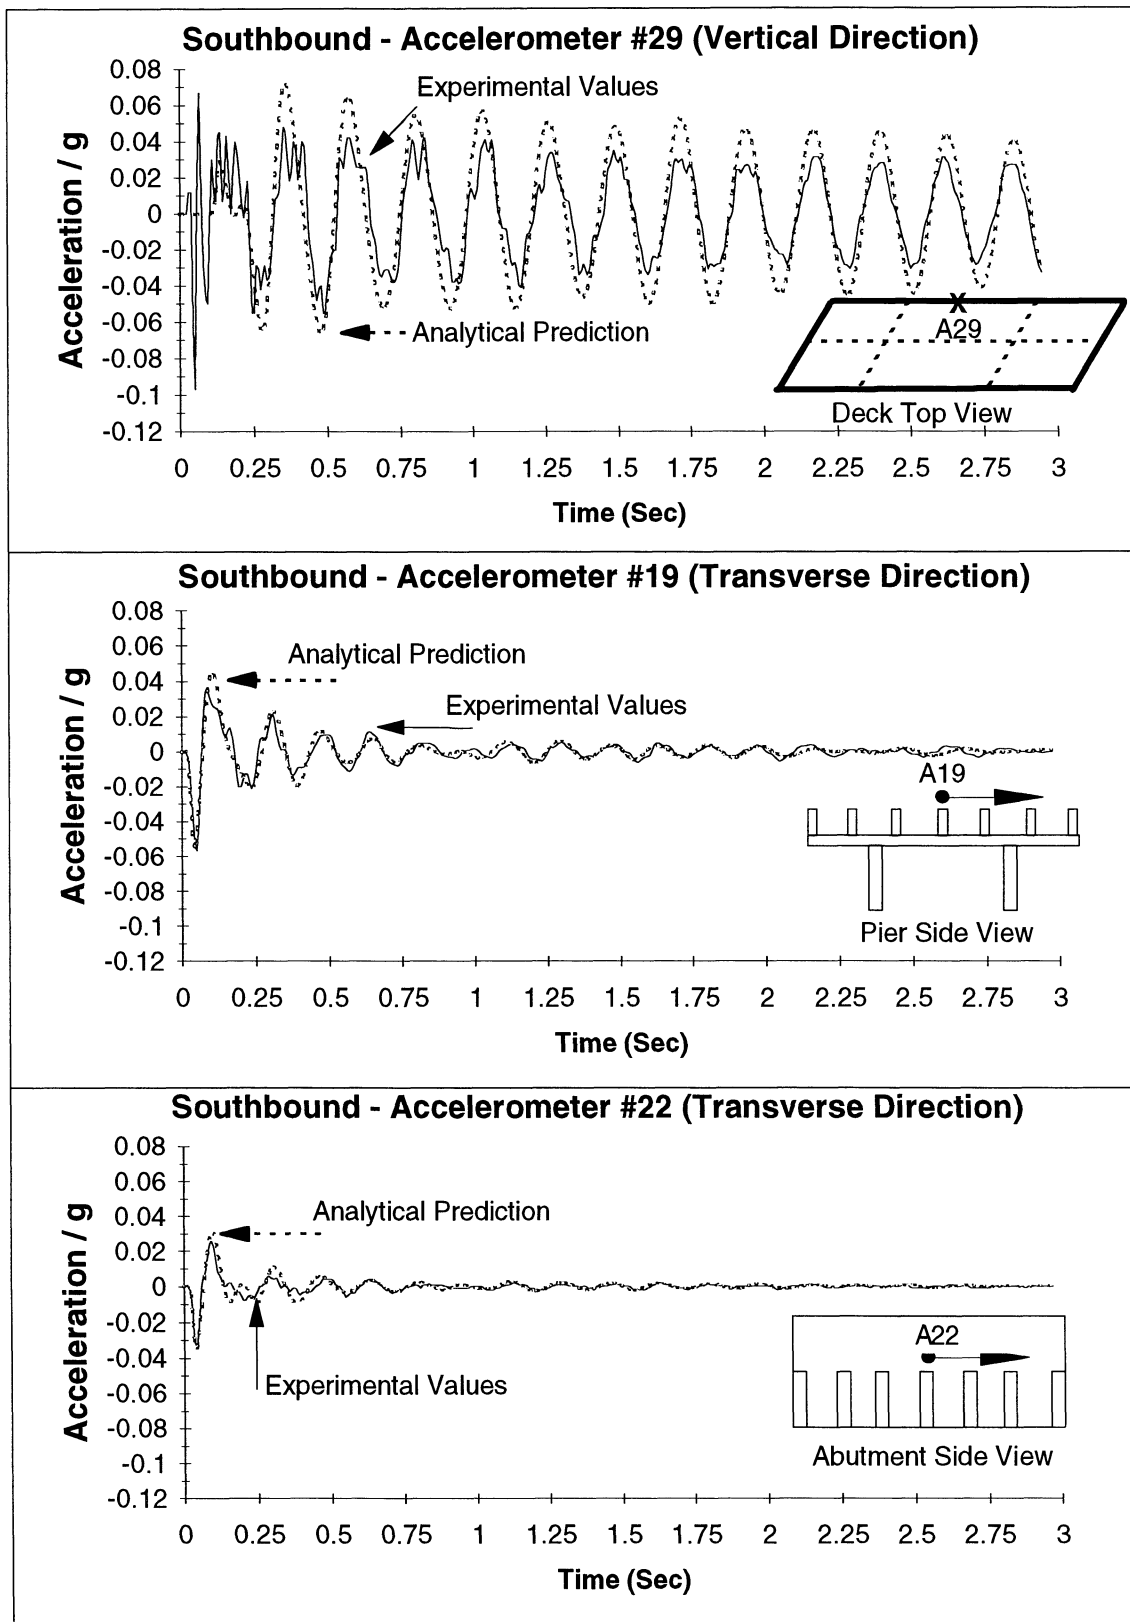 Southbound - Accelerometer #29 (Vertical Direction)
0.08
0.06
0.04
0.02
0
-0.02
-0.04
-0.06
-0.08
-0.1
-0.12
Acceleration / g
Experimental Values
Analytical Prediction
X
A29
Deck Top View
0 0.25 0.5 0.75 1 1.25 1.5 1.75 2 2.25 2.5 2.75 3
Time (Sec)
Southbound - Accelerometer #19 (Transverse Direction)
0.08
0.06
0.04
0.02
0
-0.02
-0.04
-0.06
-0.08
-0.1
-0.12
Acceleration / g
Analytical Prediction
Experimental Values
A19
Pier Side View
0 0.25 0.5 0.75 1 1.25 1.5 1.75 2 2.25 2.5 2.75 3
Time (Sec)
Southbound - Accelerometer #22 (Transverse Direction)
0.08
0.06
0.04
0.02
0
-0.02
-0.04
-0.06
-0.08
-0.1
-0.12
Acceleration / g
Analytical Prediction
Experimental Values
A22
Abutment Side View
0 0.25 0.5 0.75 1 1.25 1.5 1.75 2 2.25 2.5 2.75 3
Time (Sec)